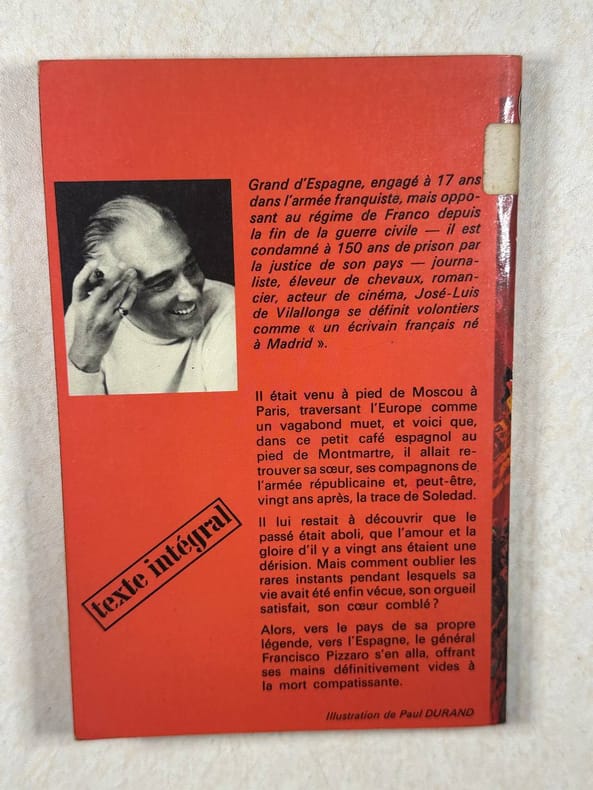 Grand d'Espagne, engagé à 17 ans
dans l'armée franquiste, mais oppo-
sant au régime de Franco depuis
la fin de la guerre civile — il est
condamné à 150 ans de prison par
la justice de son pays — journa-
liste, éleveur de chevaux, roman-
cier, acteur de cinéma, José-Luis
de Vilallonga se définit volontiers
comme « un écrivain français né
à Madrid ».
Il était venu à pied de Moscou à
Paris, traversant l'Europe comme
un vagabond muet, et voici que,
dans ce petit café espagnol au
pied de Montmartre, il allait re-
trouver sa sœur, ses compagnons de
l'armée républicaine et, peut-être,
vingt ans après, la trace de Soledad.
Il lui restait à découvrir que le
passé était aboli, que l'amour et la
gloire d'il y a vingt ans étaient une
dérision. Mais comment oublier les
rares instants pendant lesquels sa
vie avait été enfin vécue, son orgueil
satisfait, son cœur comblé ?
Alors, vers le pays de sa propre
légende, vers l'Espagne, le général
Francisco Pizzaro s'en alla, offrant
ses mains définitivement vides à
la mort compatissante.
texte intégral
Illustration de Paul DURAND